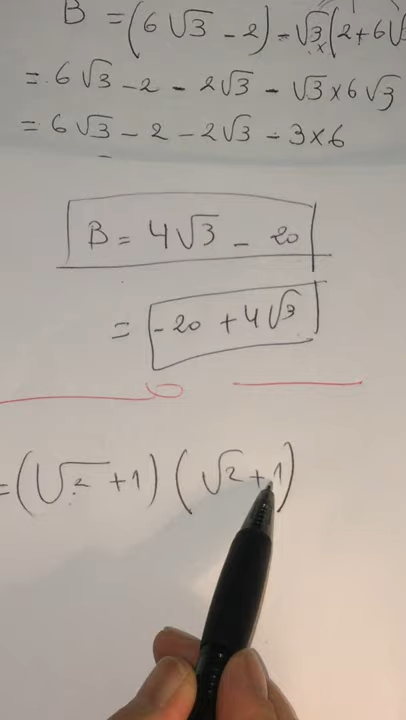 B = (6√3 - 2) - √3(2+6√
= 6√3 - 2 - 2√3 - √3 × 6√3
= 6√3 - 2 - 2√3 - 3×6
B = 4√3 - 20
= -20 + 4√3
= (√2 + 1) (√2 + 1)